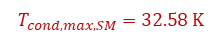 T_cond,max,SM = 32.58 K